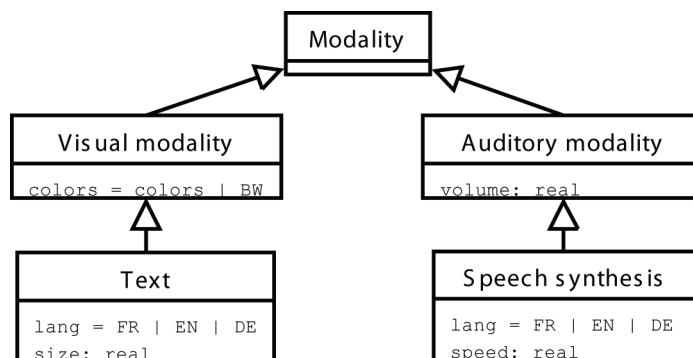 Modality
Visual modality
Auditory modality
colors = colors | BW
volume: real
Text
Speech synthesis
lang = FR | EN | DE
lang = FR | EN | DE
size: real
speed: real